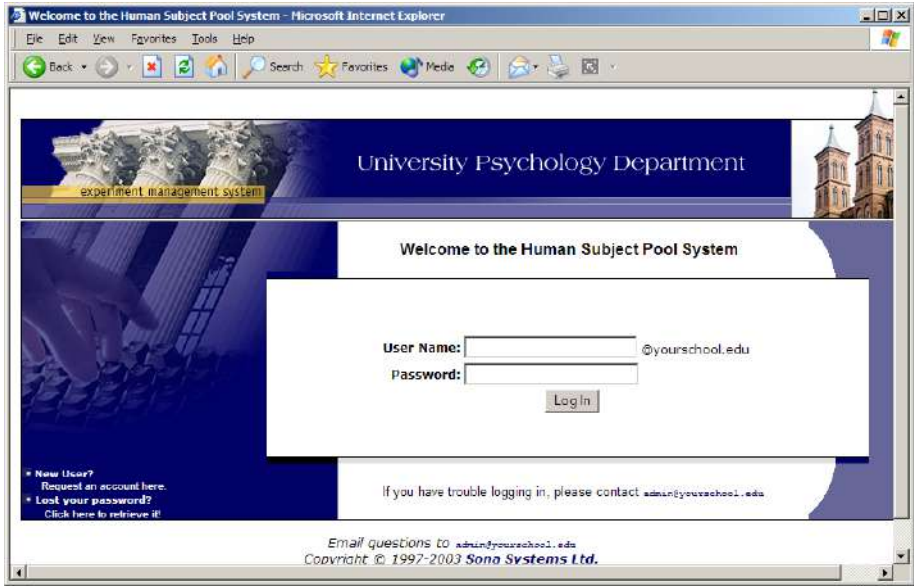 Welcome to the Human Subject Pool System - Microsoft Internet Explorer
File Edit View Favorites Tools Help
Back Search Favorites Media
University Psychology Department
experiment management system
Welcome to the Human Subject Pool System
User Name: @yourschool.edu
Password:
Log In
New User?
Request an account here.
Lost your password?
Click here to retrieve it!
If you have trouble logging in, please contact admin@yourschool.edu
Email questions to admin@yourschool.edu
Copyright © 1997-2003 Sona Systems Ltd.